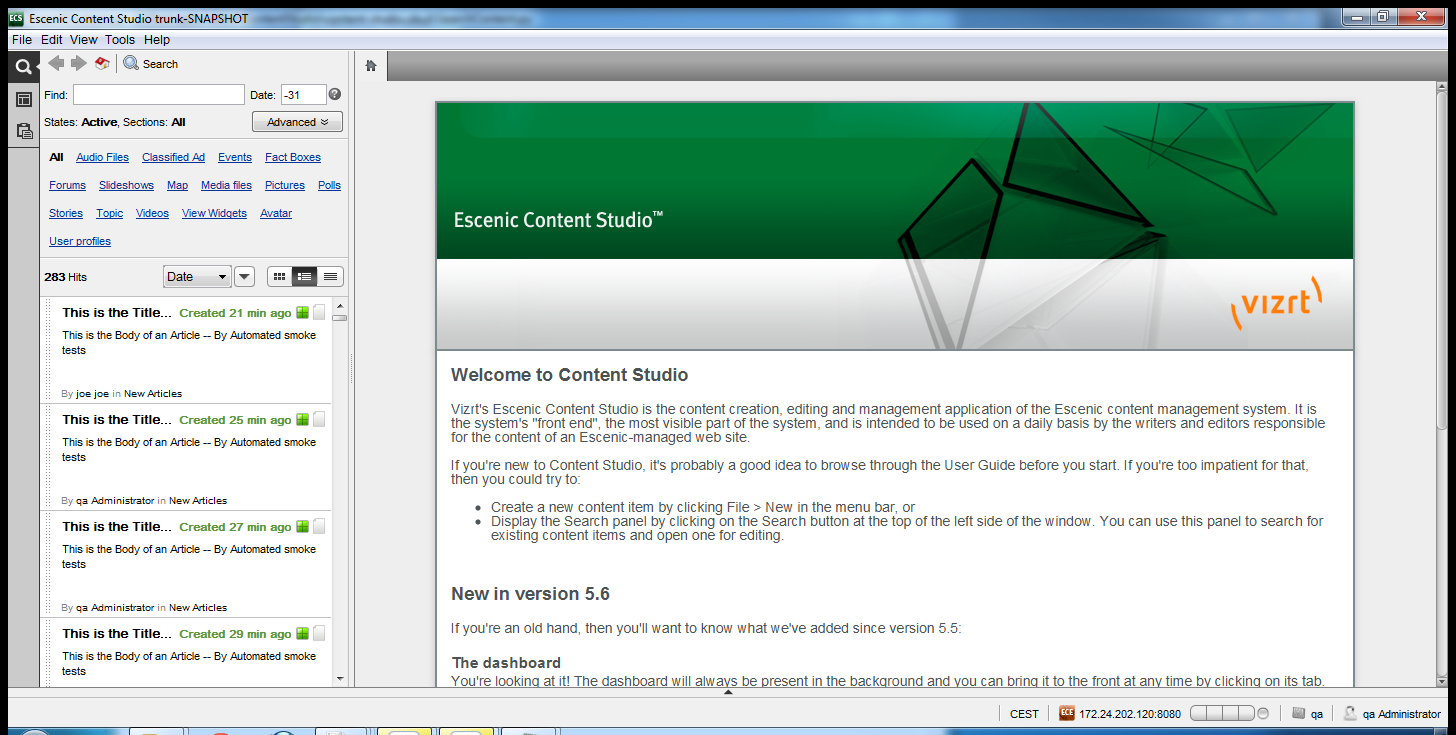 ECS Escenic Content Studio trunk-SNAPSHOT
File Edit View Tools Help
Search
Find: Date: -31
States: Active, Sections: All Advanced
All Audio Files Classified Ad Events Fact Boxes
Forums Slideshows Map Media files Pictures Polls
Stories Topic Videos View Widgets Avatar
User profiles
283 Hits Date
This is the Title... Created 21 min ago
This is the Body of an Article -- By Automated smoke
tests
By joe joe in New Articles
This is the Title... Created 25 min ago
This is the Body of an Article -- By Automated smoke
tests
By qa Administrator in New Articles
This is the Title... Created 27 min ago
This is the Body of an Article -- By Automated smoke
tests
By qa Administrator in New Articles
This is the Title... Created 29 min ago
This is the Body of an Article -- By Automated smoke
tests
Escenic Content Studio™
vizrt
Welcome to Content Studio
Vizrt's Escenic Content Studio is the content creation, editing and management application of the Escenic content management system. It is
the system's "front end", the most visible part of the system, and is intended to be used on a daily basis by the writers and editors responsible
for the content of an Escenic-managed web site.
If you're new to Content Studio, it's probably a good idea to browse through the User Guide before you start. If you're too impatient for that,
then you could try to:
• Create a new content item by clicking File > New in the menu bar, or
• Display the Search panel by clicking on the Search button at the top of the left side of the window. You can use this panel to search for
existing content items and open one for editing.
New in version 5.6
If you're an old hand, then you'll want to know what we've added since version 5.5:
The dashboard
You're looking at it! The dashboard will always be present in the background and you can bring it to the front at any time by clicking on its tab.
CEST ECE 172.24.202.120:8080 qa qa Administrator